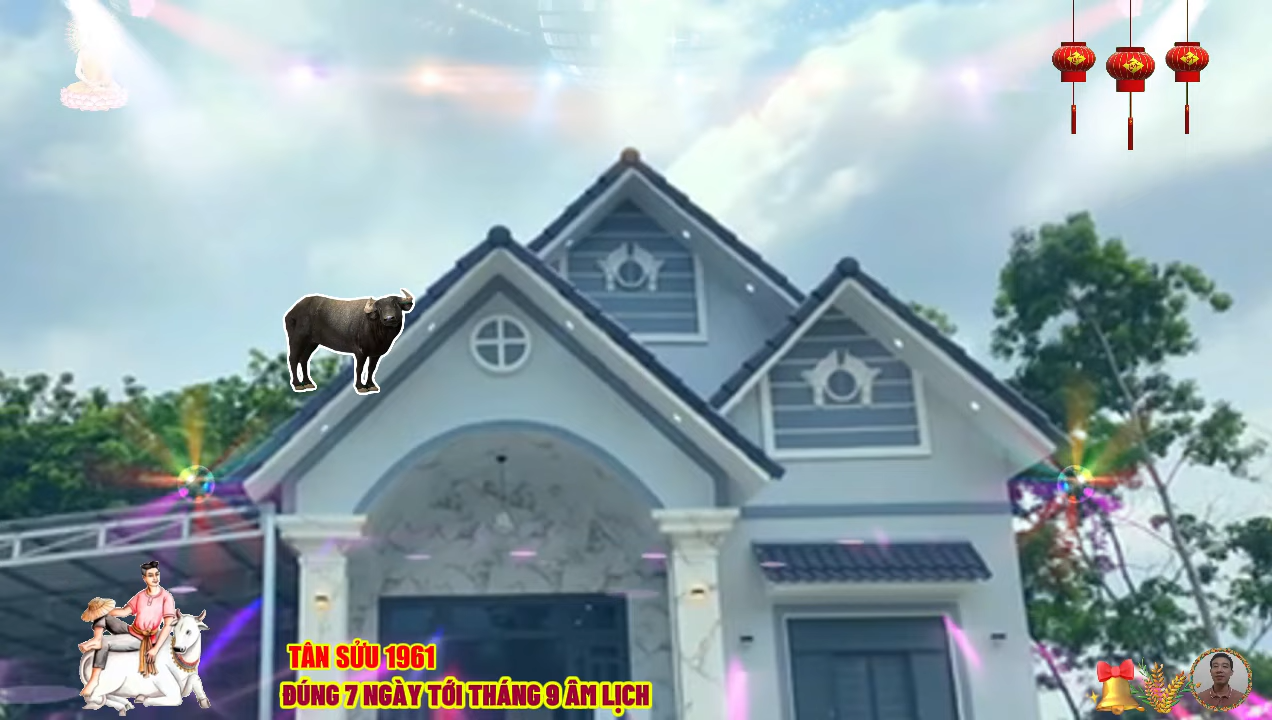 TÂN SỬU 1961
ĐÚNG 7 NGÀY TỚI THÁNG 9 ÂM LỊCH